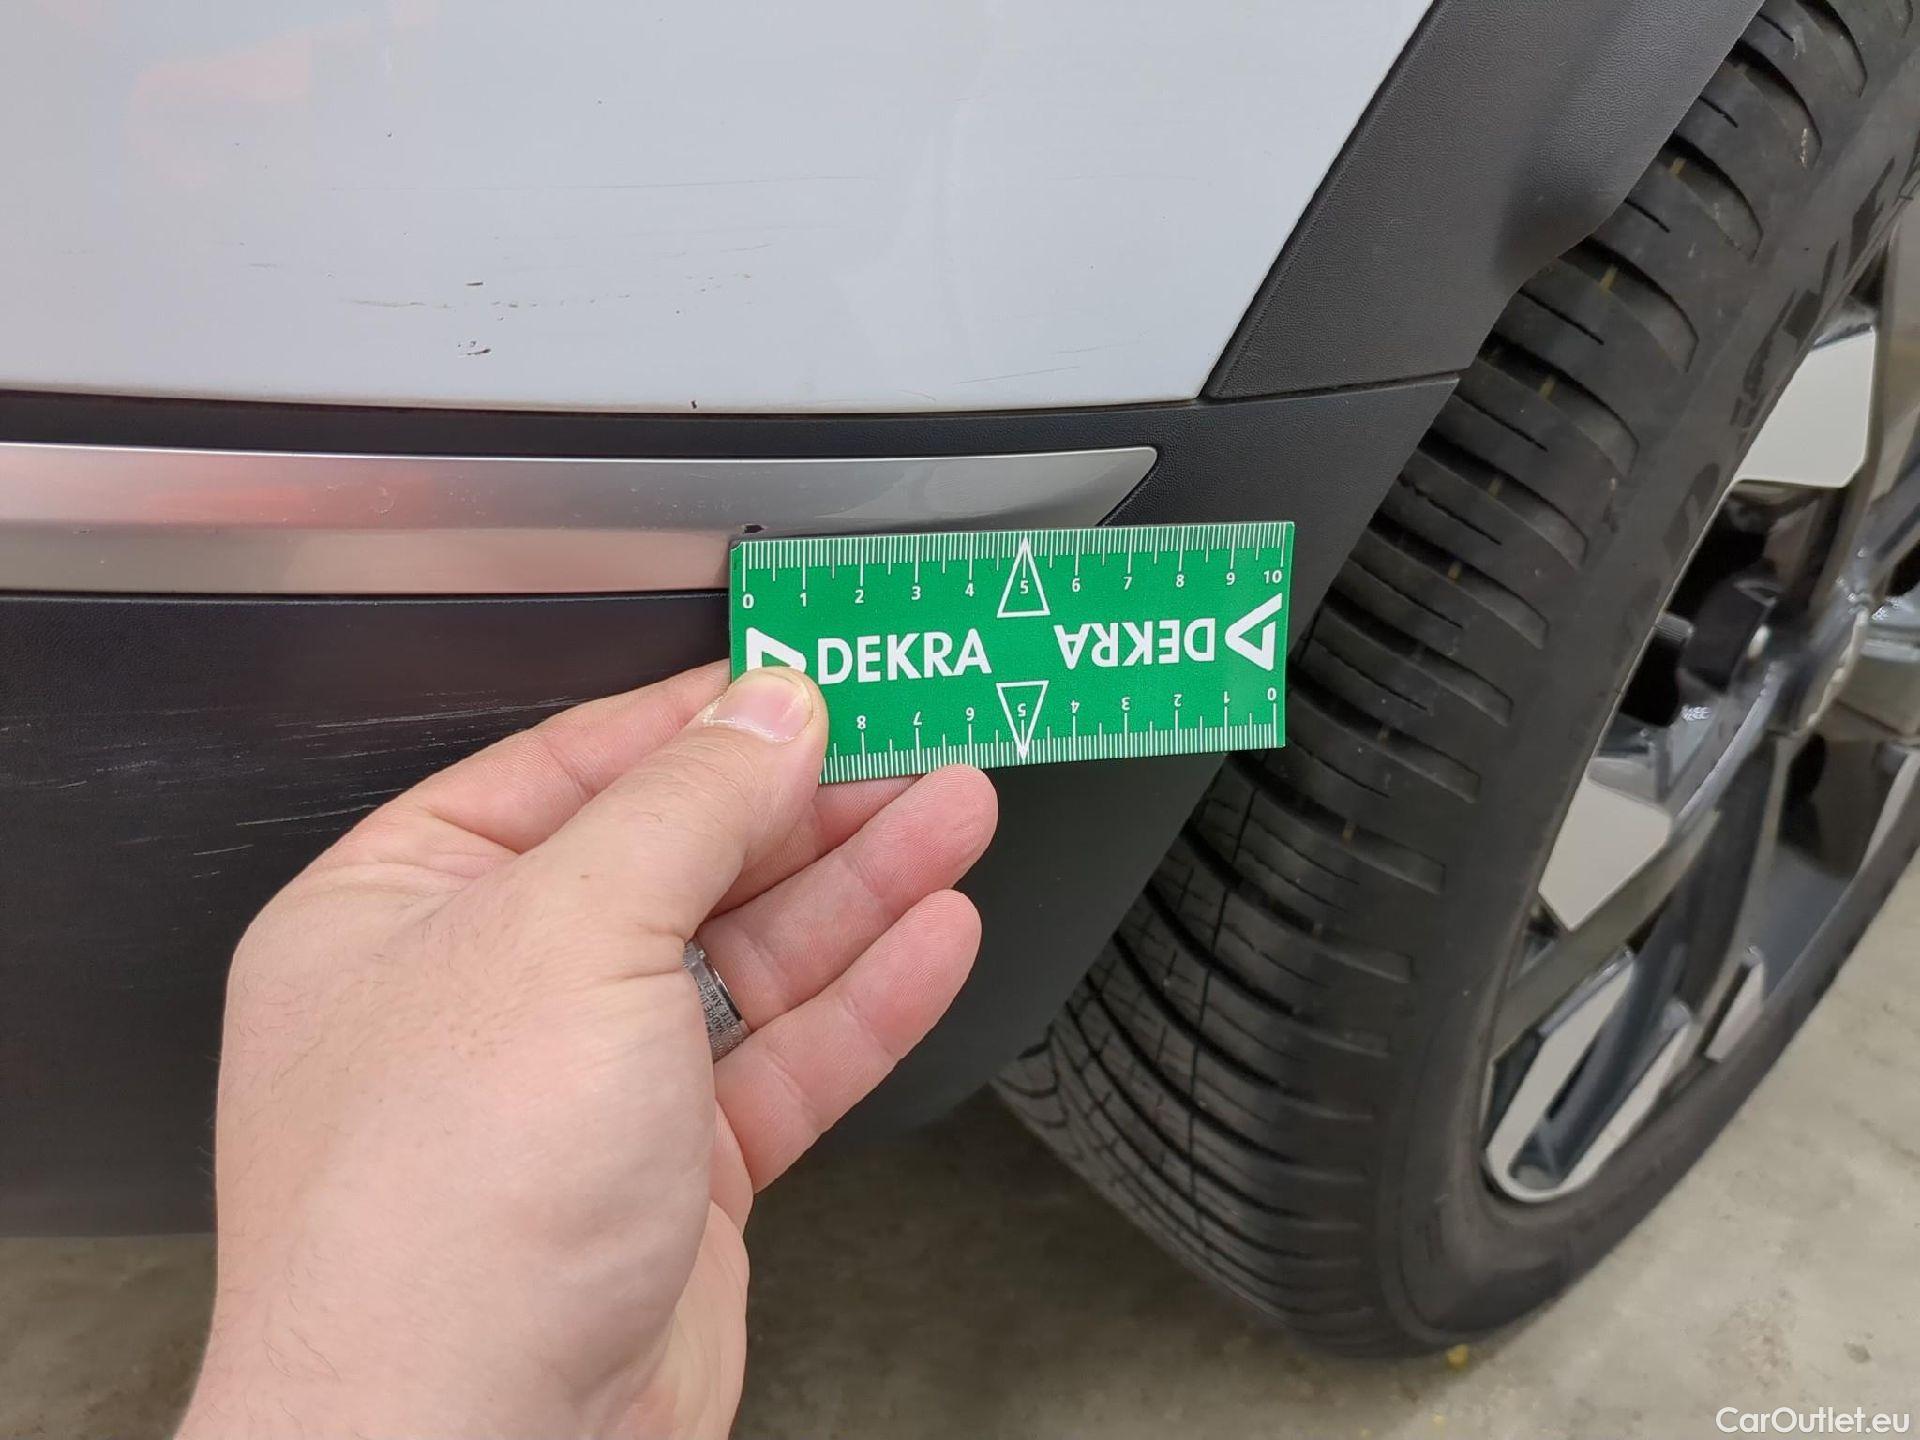 0 1 2 3 4 5 6 7 8 9 10
DEKRA
DEKRA
8 7 6 5 4 3 2 1 0
CarOutlet.eu